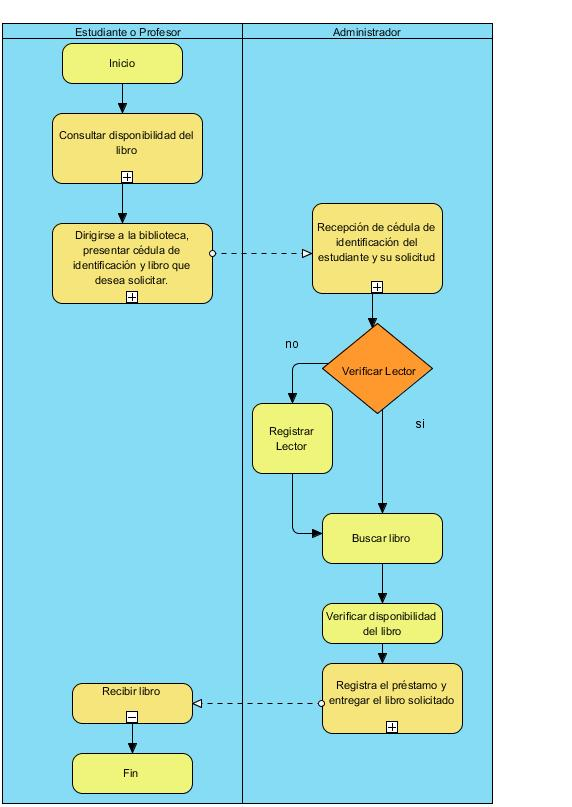 Estudiante o Profesor
Administrador
Inicio
Consultar disponibilidad del
libro
Dirigirse a la biblioteca,
presentar cédula de
identificación y libro que
desea solicitar.
Recepción de cédula de
identificación del
estudiante y su solicitud
Verificar Lector
no
si
Registrar
Lector
Buscar libro
Verificar disponibilidad
del libro
Registra el préstamo y
entregar el libro solicitado
Recibir libro
Fin